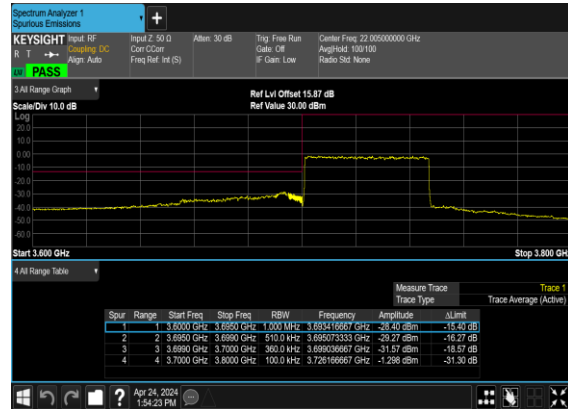 Spectrum Analyzer 1
Spurious Emissions
+
KEYSIGHT Input: RF Input Z: 50 Ω Atten: 30 dB Trig: Free Run Center Freq: 22.005000000 GHz
R T Coupling: DC Corr CCorr Gate: Off Avg|Hold: 100/100
Align: Auto Freq Ref: Int (S) IF Gain: Low Radio Std: None
LW PASS
3 All Range Graph Ref Lvl Offset 15.87 dB
Scale/Div 10.0 dB Ref Value 30.00 dBm
Log
20.0
10.0
0.00
-10.0
-20.0
-30.0
-40.0
-50.0
-60.0
Start 3.600 GHz Stop 3.800 GHz
4 All Range Table
Measure Trace Trace 1
Trace Type Trace Average (Active)
Spur Range Start Freq Stop Freq RBW Frequency Amplitude ΔLimit
1 1 3.6000 GHz 3.6950 GHz 1.000 MHz 3.693416667 GHz -28.40 dBm -15.40 dB
2 2 3.6950 GHz 3.6990 GHz 510.0 kHz 3.695073333 GHz -29.27 dBm -16.27 dB
3 3 3.6990 GHz 3.7000 GHz 360.0 kHz 3.699036667 GHz -31.57 dBm -18.57 dB
4 4 3.7000 GHz 3.8000 GHz 100.0 kHz 3.726166667 GHz -1.298 dBm -31.30 dB
? Apr 24, 2024
1:54:23 PM